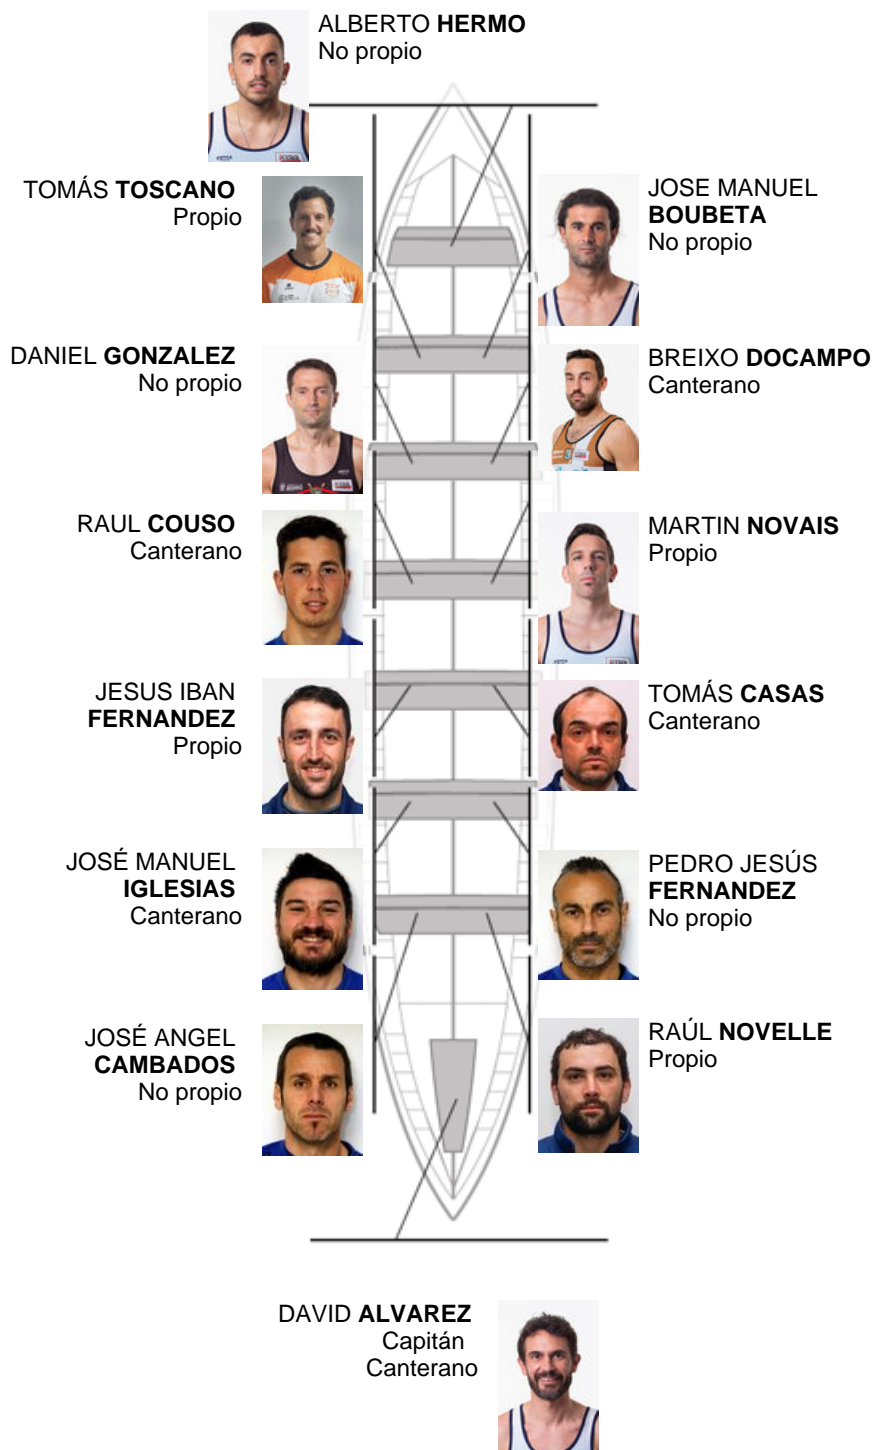 ALBERTO HERMO
No propio
TOMÁS TOSCANO
Propio
JOSE MANUEL
BOUBETA
No propio
DANIEL GONZALEZ
No propio
BREIXO DOCAMPO
Canterano
RAUL COUSO
Canterano
MARTIN NOVAIS
Propio
JESUS IBAN
FERNANDEZ
Propio
TOMÁS CASAS
Canterano
JOSÉ MANUEL
IGLESIAS
Canterano
PEDRO JESÚS
FERNANDEZ
No propio
JOSÉ ANGEL
CAMBADOS
No propio
RAÚL NOVELLE
Propio
DAVID ALVAREZ
Capitán
Canterano